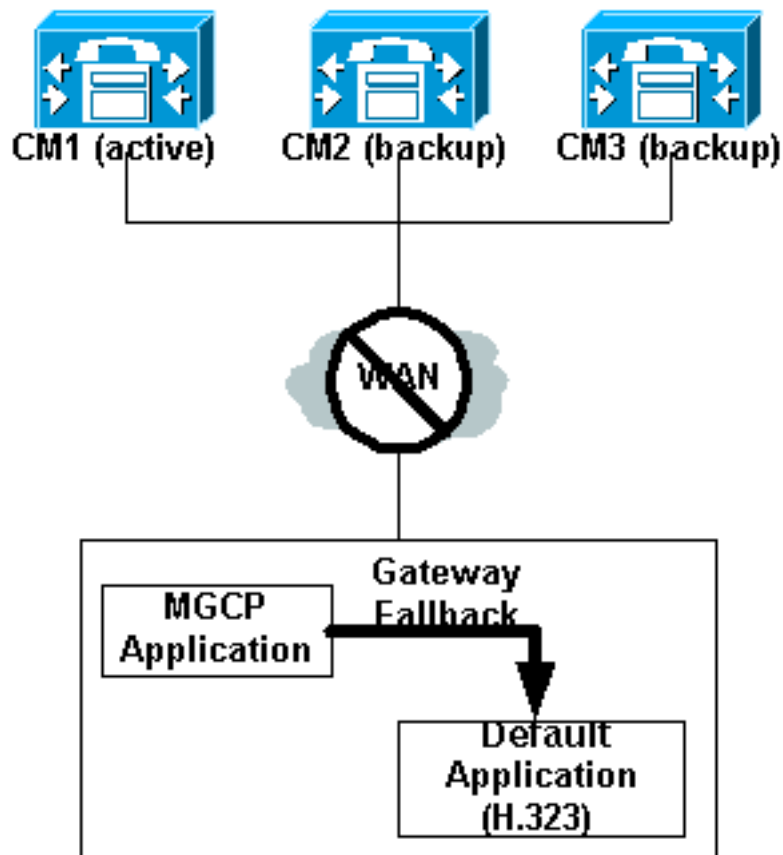 CM1 (active) CM2 (backup) CM3 (backup)
WAN
Gateway
Fallback
MGCP
Application
Default
Application
(H.323)